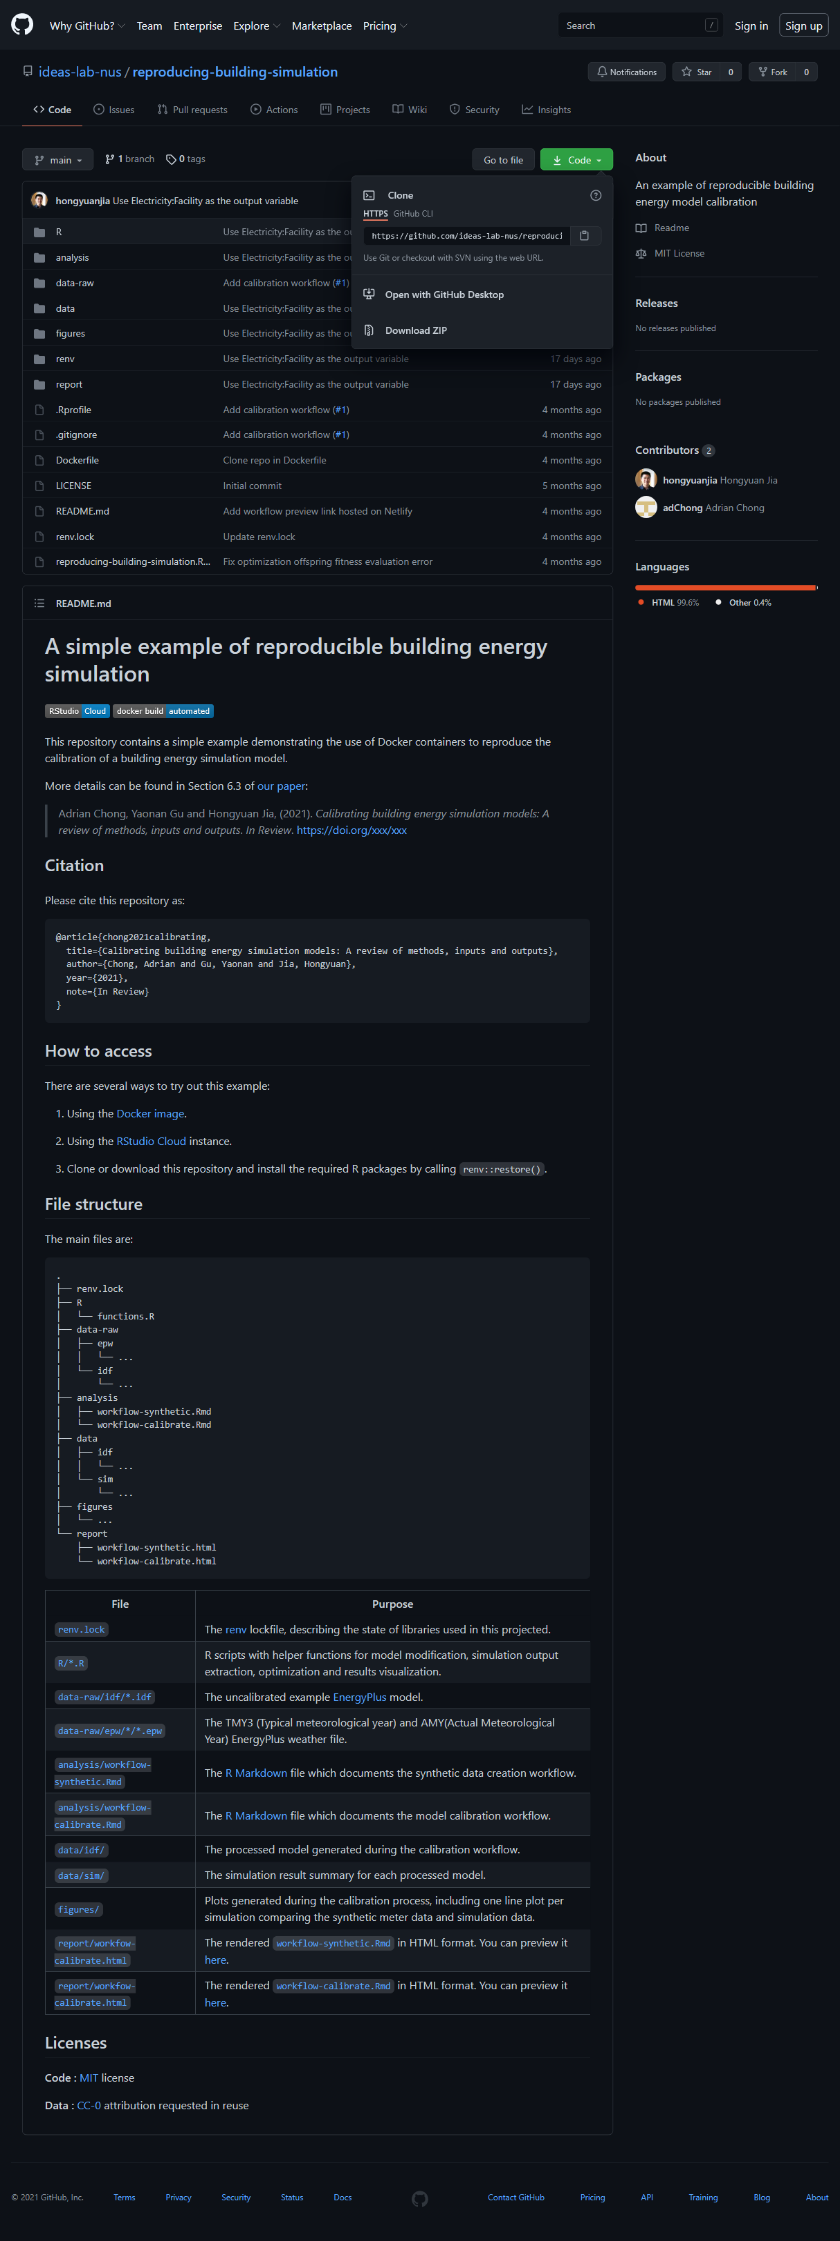 Why GitHub? Team Enterprise Explore Marketplace Pricing Search / Sign in Sign up
ideas-lab-nus / reproducing-building-simulation Notifications Star 0 Fork 0
Code Issues Pull requests Actions Projects Wiki Security Insights
main 1 branch 0 tags Go to file Code
hongyuanjia Use Electricity:Facility as the output variable
R Use Electricity:Facility as the o
analysis Use Electricity:Facility as the o
data-raw Add calibration workflow (#1)
data Use Electricity:Facility as the o
figures Use Electricity:Facility as the o
Clone
HTTPS GitHub CLI
https://github.com/ideas-lab-nus/reproduci
Use Git or checkout with SVN using the web URL.
Open with GitHub Desktop
Download ZIP
renv Use Electricity:Facility as the output variable 17 days ago
report Use Electricity:Facility as the output variable 17 days ago
.Rprofile Add calibration workflow (#1) 4 months ago
.gitignore Add calibration workflow (#1) 4 months ago
Dockerfile Clone repo in Dockerfile 4 months ago
LICENSE Initial commit 5 months ago
README.md Add workflow preview link hosted on Netlify 4 months ago
renv.lock Update renv.lock 4 months ago
reproducing-building-simulation.R... Fix optimization offspring fitness evaluation error 4 months ago
About
An example of reproducible building
energy model calibration
Readme
MIT License
Releases
No releases published
Packages
No packages published
Contributors 2
hongyuanjia Hongyuan Jia
adChong Adrian Chong
Languages
HTML 99.6% Other 0.4%
README.md
A simple example of reproducible building energy
simulation
RStudio Cloud docker build automated
This repository contains a simple example demonstrating the use of Docker containers to reproduce the
calibration of a building energy simulation model.
More details can be found in Section 6.3 of our paper:
Adrian Chong, Yaonan Gu and Hongyuan Jia, (2021). Calibrating building energy simulation models: A
review of methods, inputs and outputs. In Review. https://doi.org/xxx/xxx
Citation
Please cite this repository as:
@article{chong2021calibrating,
  title={Calibrating building energy simulation models: A review of methods, inputs and outputs},
  author={Chong, Adrian and Gu, Yaonan and Jia, Hongyuan},
  year={2021},
  note={In Review}
}
How to access
There are several ways to try out this example:
1. Using the Docker image.
2. Using the RStudio Cloud instance.
3. Clone or download this repository and install the required R packages by calling renv::restore().
File structure
The main files are:
.
├── renv.lock
├── R
│   └── functions.R
├── data-raw
│   ├── epw
│   │   └── ...
│   └── idf
│       └── ...
├── analysis
│   ├── workflow-synthetic.Rmd
│   └── workflow-calibrate.Rmd
├── data
│   ├── idf
│   │   └── ...
│   └── sim
│       └── ...
├── figures
│   └── ...
└── report
    ├── workflow-synthetic.html
    └── workflow-calibrate.html
File Purpose
renv.lock The renv lockfile, describing the state of libraries used in this projected.
R/*.R R scripts with helper functions for model modification, simulation output
extraction, optimization and results visualization.
data-raw/idf/*.idf The uncalibrated example EnergyPlus model.
data-raw/epw/*/*.epw The TMY3 (Typical meteorological year) and AMY(Actual Meteorological
Year) EnergyPlus weather file.
analysis/workflow-
synthetic.Rmd The R Markdown file which documents the synthetic data creation workflow.
analysis/workflow-
calibrate.Rmd The R Markdown file which documents the model calibration workflow.
data/idf/ The processed model generated during the calibration workflow.
data/sim/ The simulation result summary for each processed model.
figures/ Plots generated during the calibration process, including one line plot per
simulation comparing the synthetic meter data and simulation data.
report/workfow-
calibrate.html The rendered workflow-synthetic.Rmd in HTML format. You can preview it
here.
report/workfow-
calibrate.html The rendered workflow-calibrate.Rmd in HTML format. You can preview it
here.
Licenses
Code : MIT license
Data : CC-0 attribution requested in reuse
© 2021 GitHub, Inc. Terms Privacy Security Status Docs Contact GitHub Pricing API Training Blog About